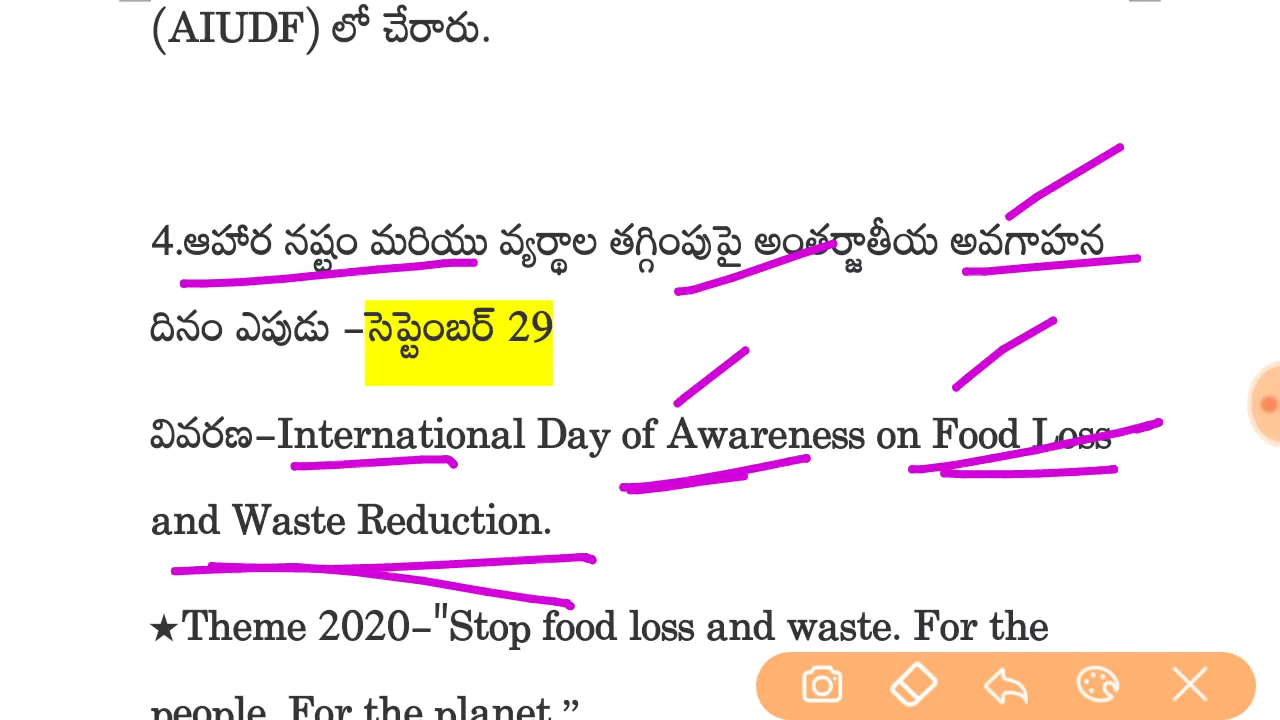 (AIUDF) లో చేరారు.
4.ఆహార నష్టం మరియు వ్యర్థాల తగ్గింపుపై అంతర్జాతీయ అవగాహన
దినం ఎపుడు –సెప్టెంబర్ 29
వివరణ–International Day of Awareness on Food Loss
and Waste Reduction.
★Theme 2020–"Stop food loss and waste. For the
people. For the planet.”